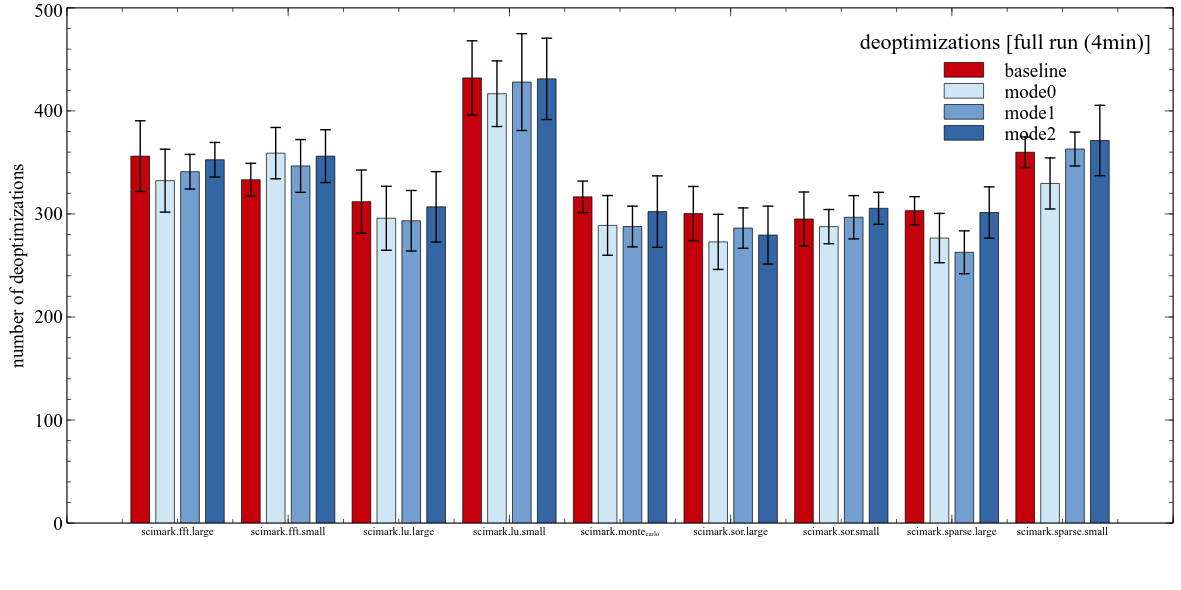 500
400
300
200
100
0
number of deoptimizations
deoptimizations [full run (4min)]
baseline
mode0
mode1
mode2
scimark.fft.large
scimark.fft.small
scimark.lu.large
scimark.lu.small
scimark.monte_carlo
scimark.sor.large
scimark.sor.small
scimark.sparse.large
scimark.sparse.small